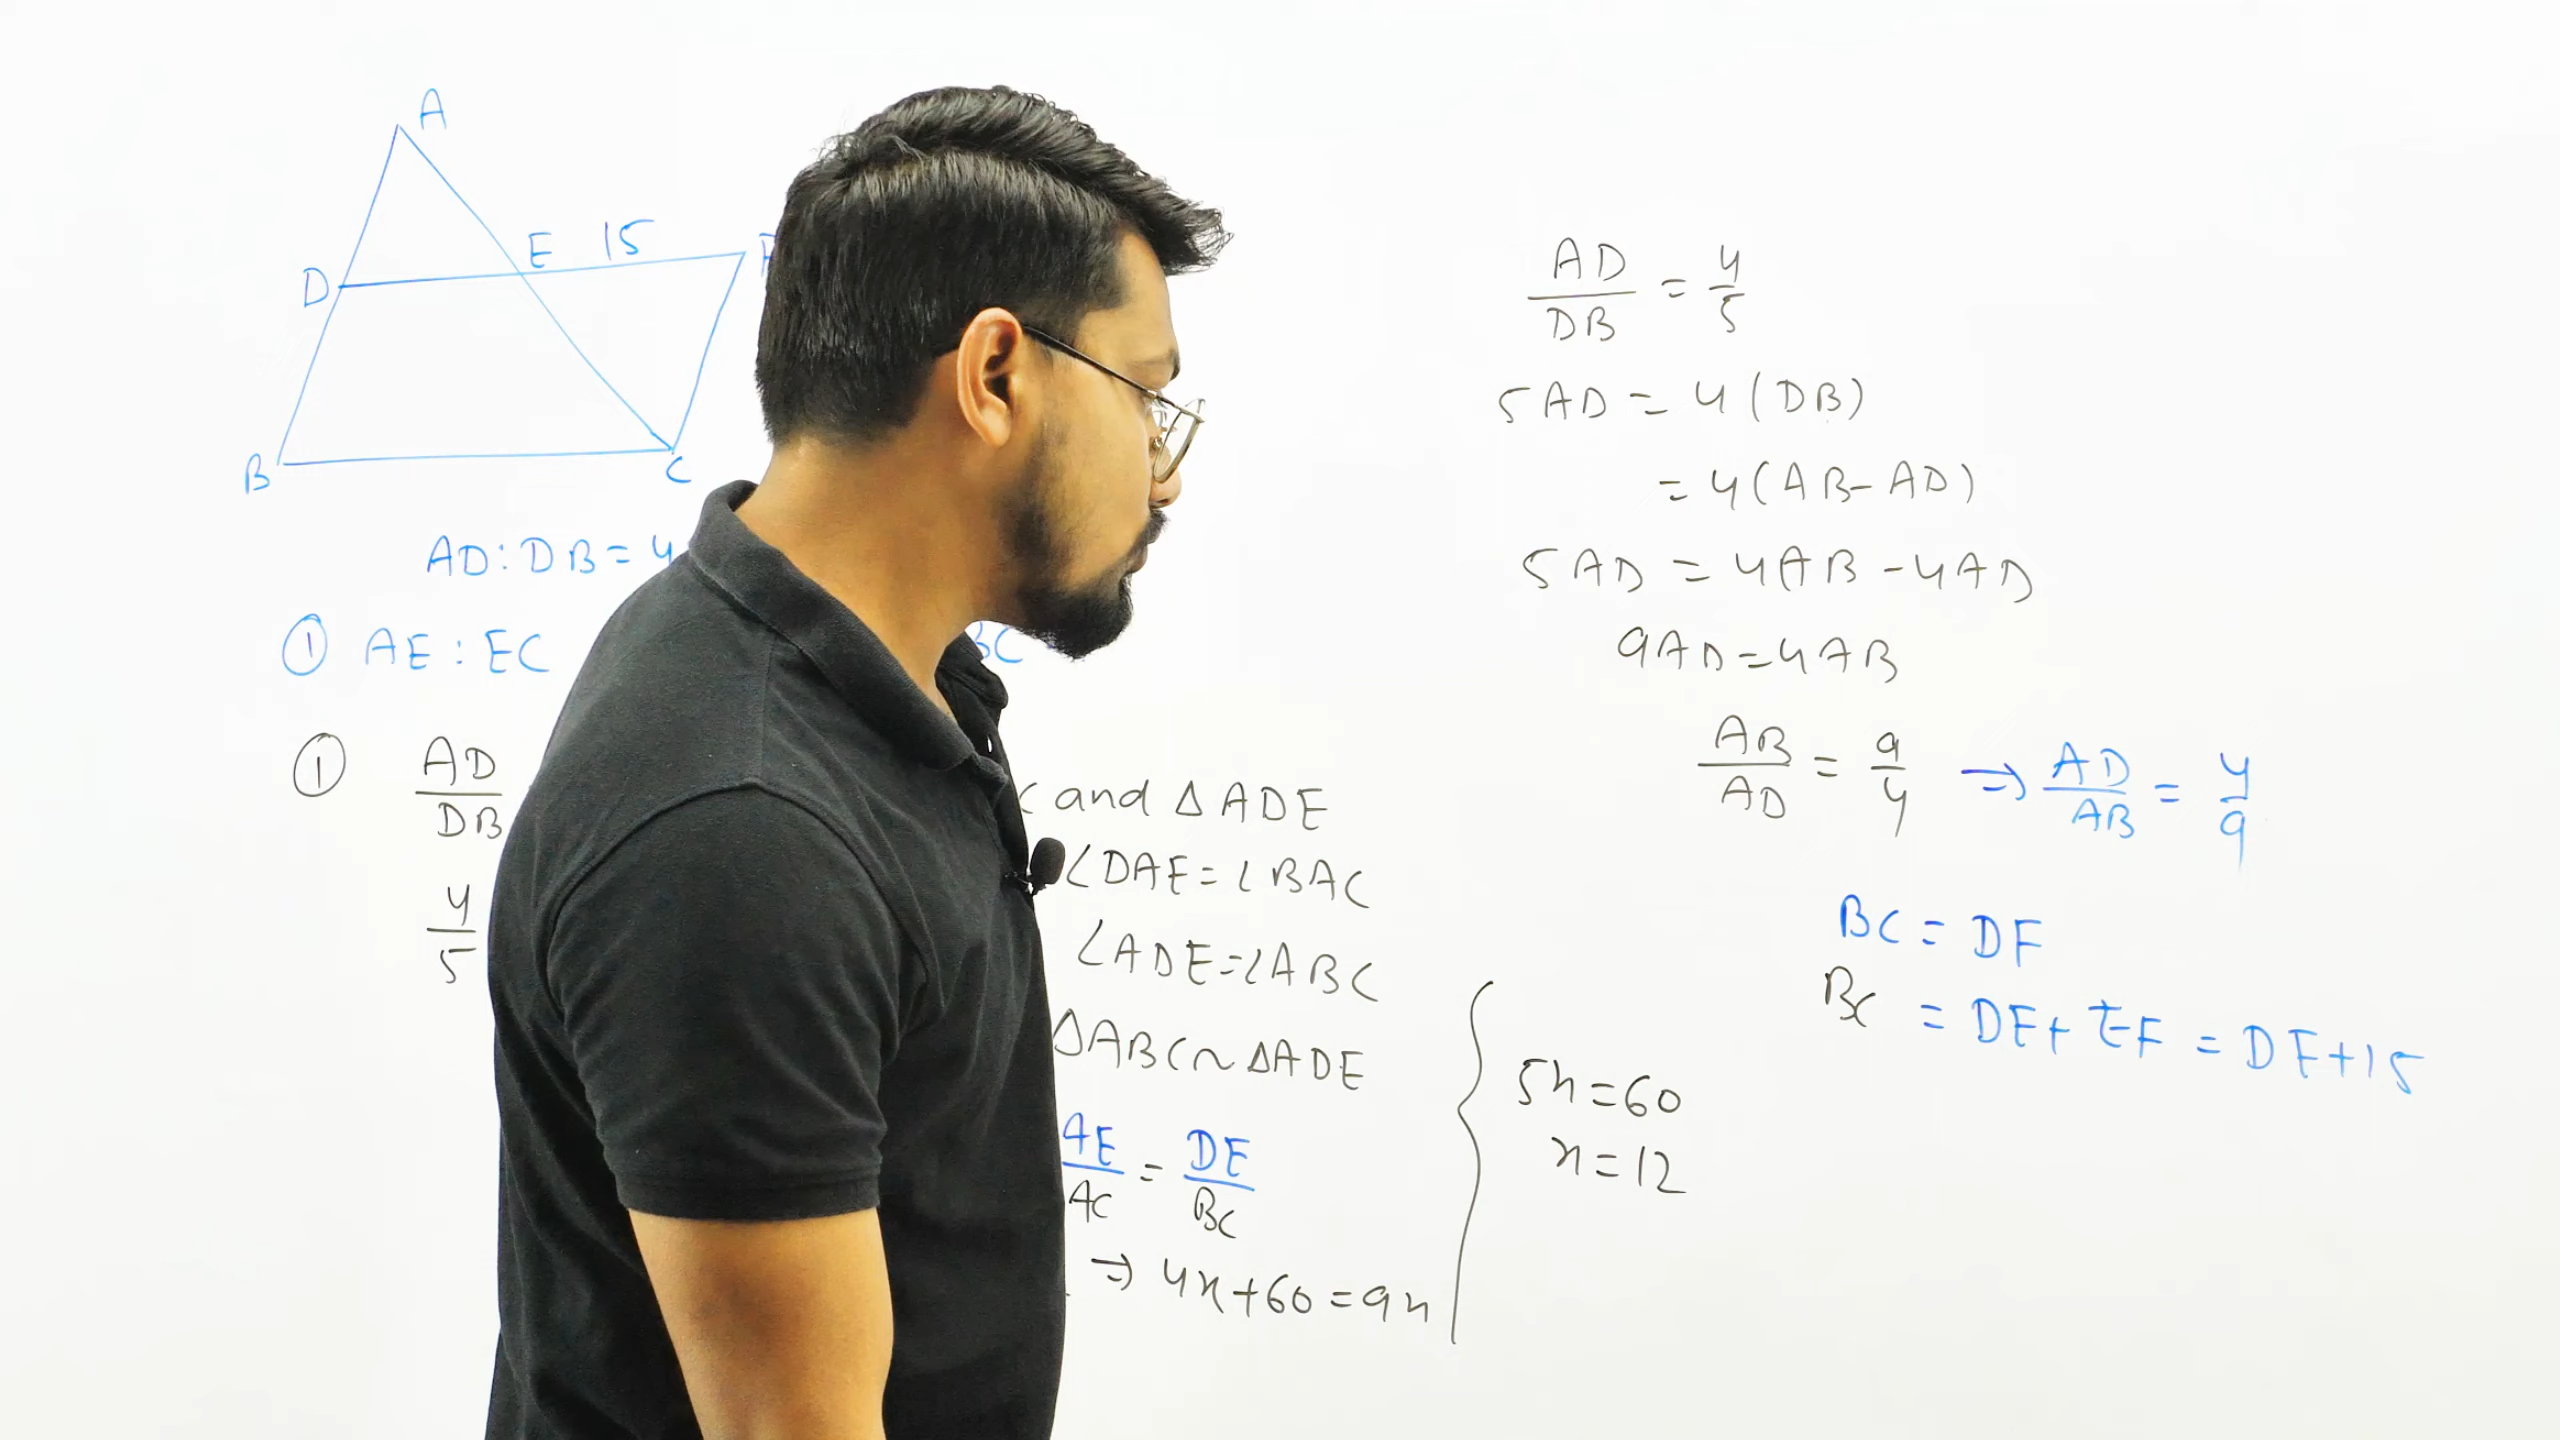 A
E 15
D
B
C
AD:DB=4
① AE:EC
BC
① AD/DB
4/5
and △ADE
∠DAE=∠BAC
∠ADE=∠ABC
△ABC~△ADE
AE/AC = DE/BC
⇒ 4x+60=9x
5x=60
x=12
AD/DB = 4/5
5AD = 4(DB)
= 4(AB-AD)
5AD = 4AB-4AD
9AD=4AB
AB/AD = 9/4 ⇒ AD/AB = 4/9
BC = DF
BC = DE+EF = DE+15